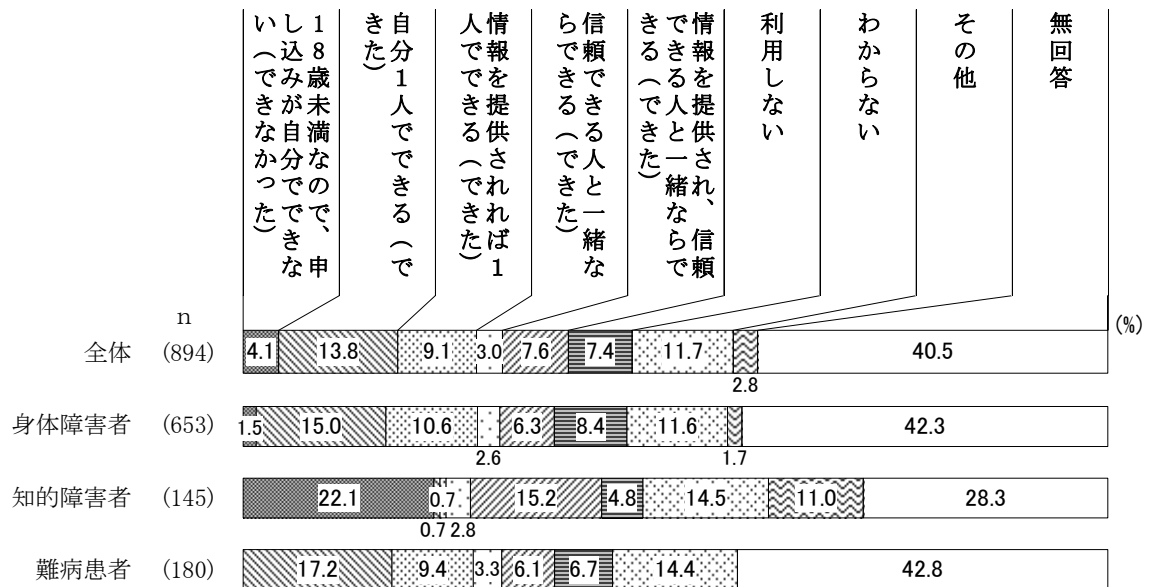 18歳未満なので、申
し込みが自分でできな
い（できなかった）
自分1人でできる（で
きた）
情報を提供されれば1
人でできる（できた）
信頼できる人と一緒な
らできる（できた）
情報を提供され、信頼
できる人と一緒ならで
きる（できた）
利用しない
わからない
その他
無回答
n
(%)
全体 (894) 4.1 13.8 9.1 3.0 7.6 7.4 11.7 40.5
2.8
身体障害者 (653) 1.5 15.0 10.6 6.3 8.4 11.6 42.3
2.6 1.7
知的障害者 (145) 22.1 0.7 15.2 4.8 14.5 11.0 28.3
0.7 2.8
難病患者 (180) 17.2 9.4 3.3 6.1 6.7 14.4 42.8